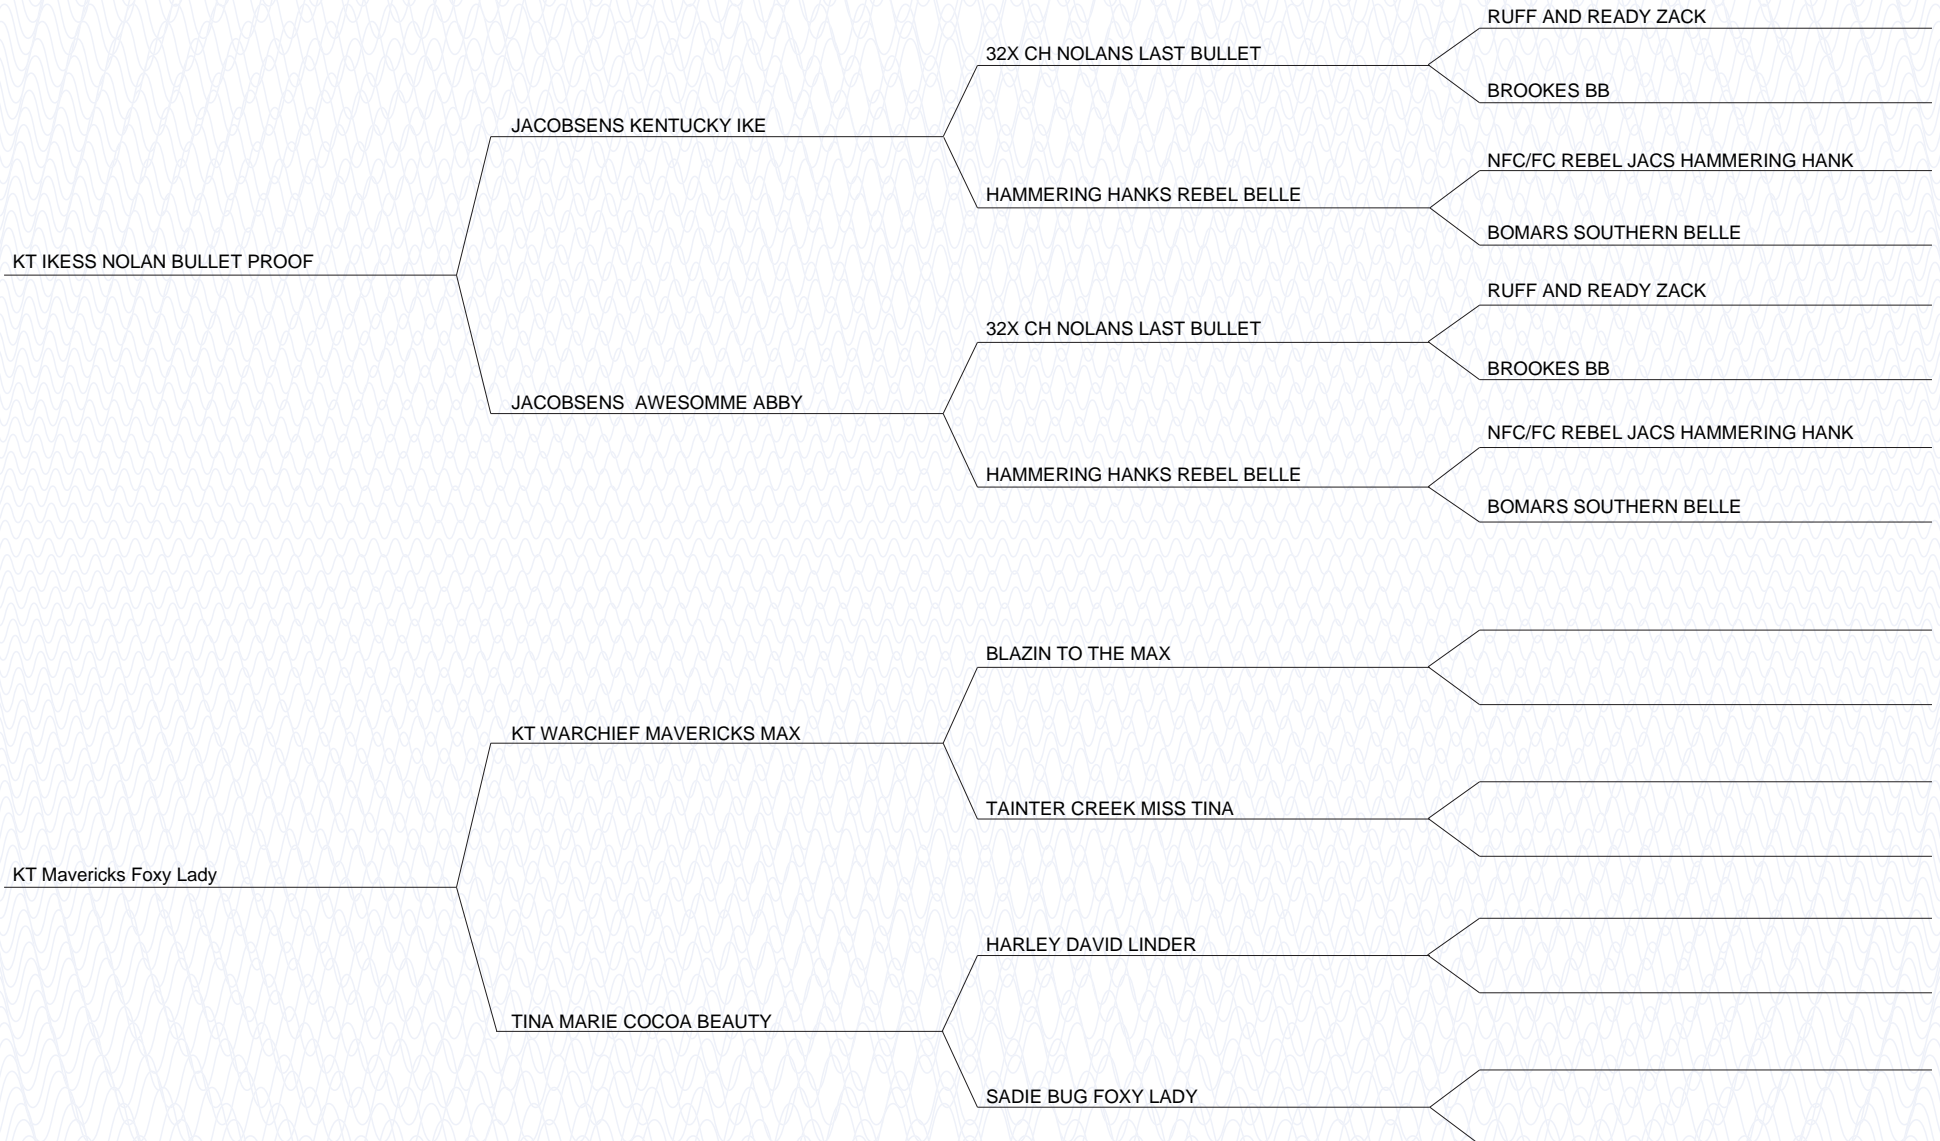 RUFF AND READY ZACK
32X CH NOLANS LAST BULLET
BROOKES BB
JACOBSENS KENTUCKY IKE
NFC/FC REBEL JACS HAMMERING HANK
HAMMERING HANKS REBEL BELLE
BOMARS SOUTHERN BELLE
KT IKESS NOLAN BULLET PROOF
RUFF AND READY ZACK
32X CH NOLANS LAST BULLET
BROOKES BB
JACOBSENS  AWESOMME ABBY
NFC/FC REBEL JACS HAMMERING HANK
HAMMERING HANKS REBEL BELLE
BOMARS SOUTHERN BELLE
BLAZIN TO THE MAX
KT WARCHIEF MAVERICKS MAX
TAINTER CREEK MISS TINA
KT Mavericks Foxy Lady
HARLEY DAVID LINDER
TINA MARIE COCOA BEAUTY
SADIE BUG FOXY LADY